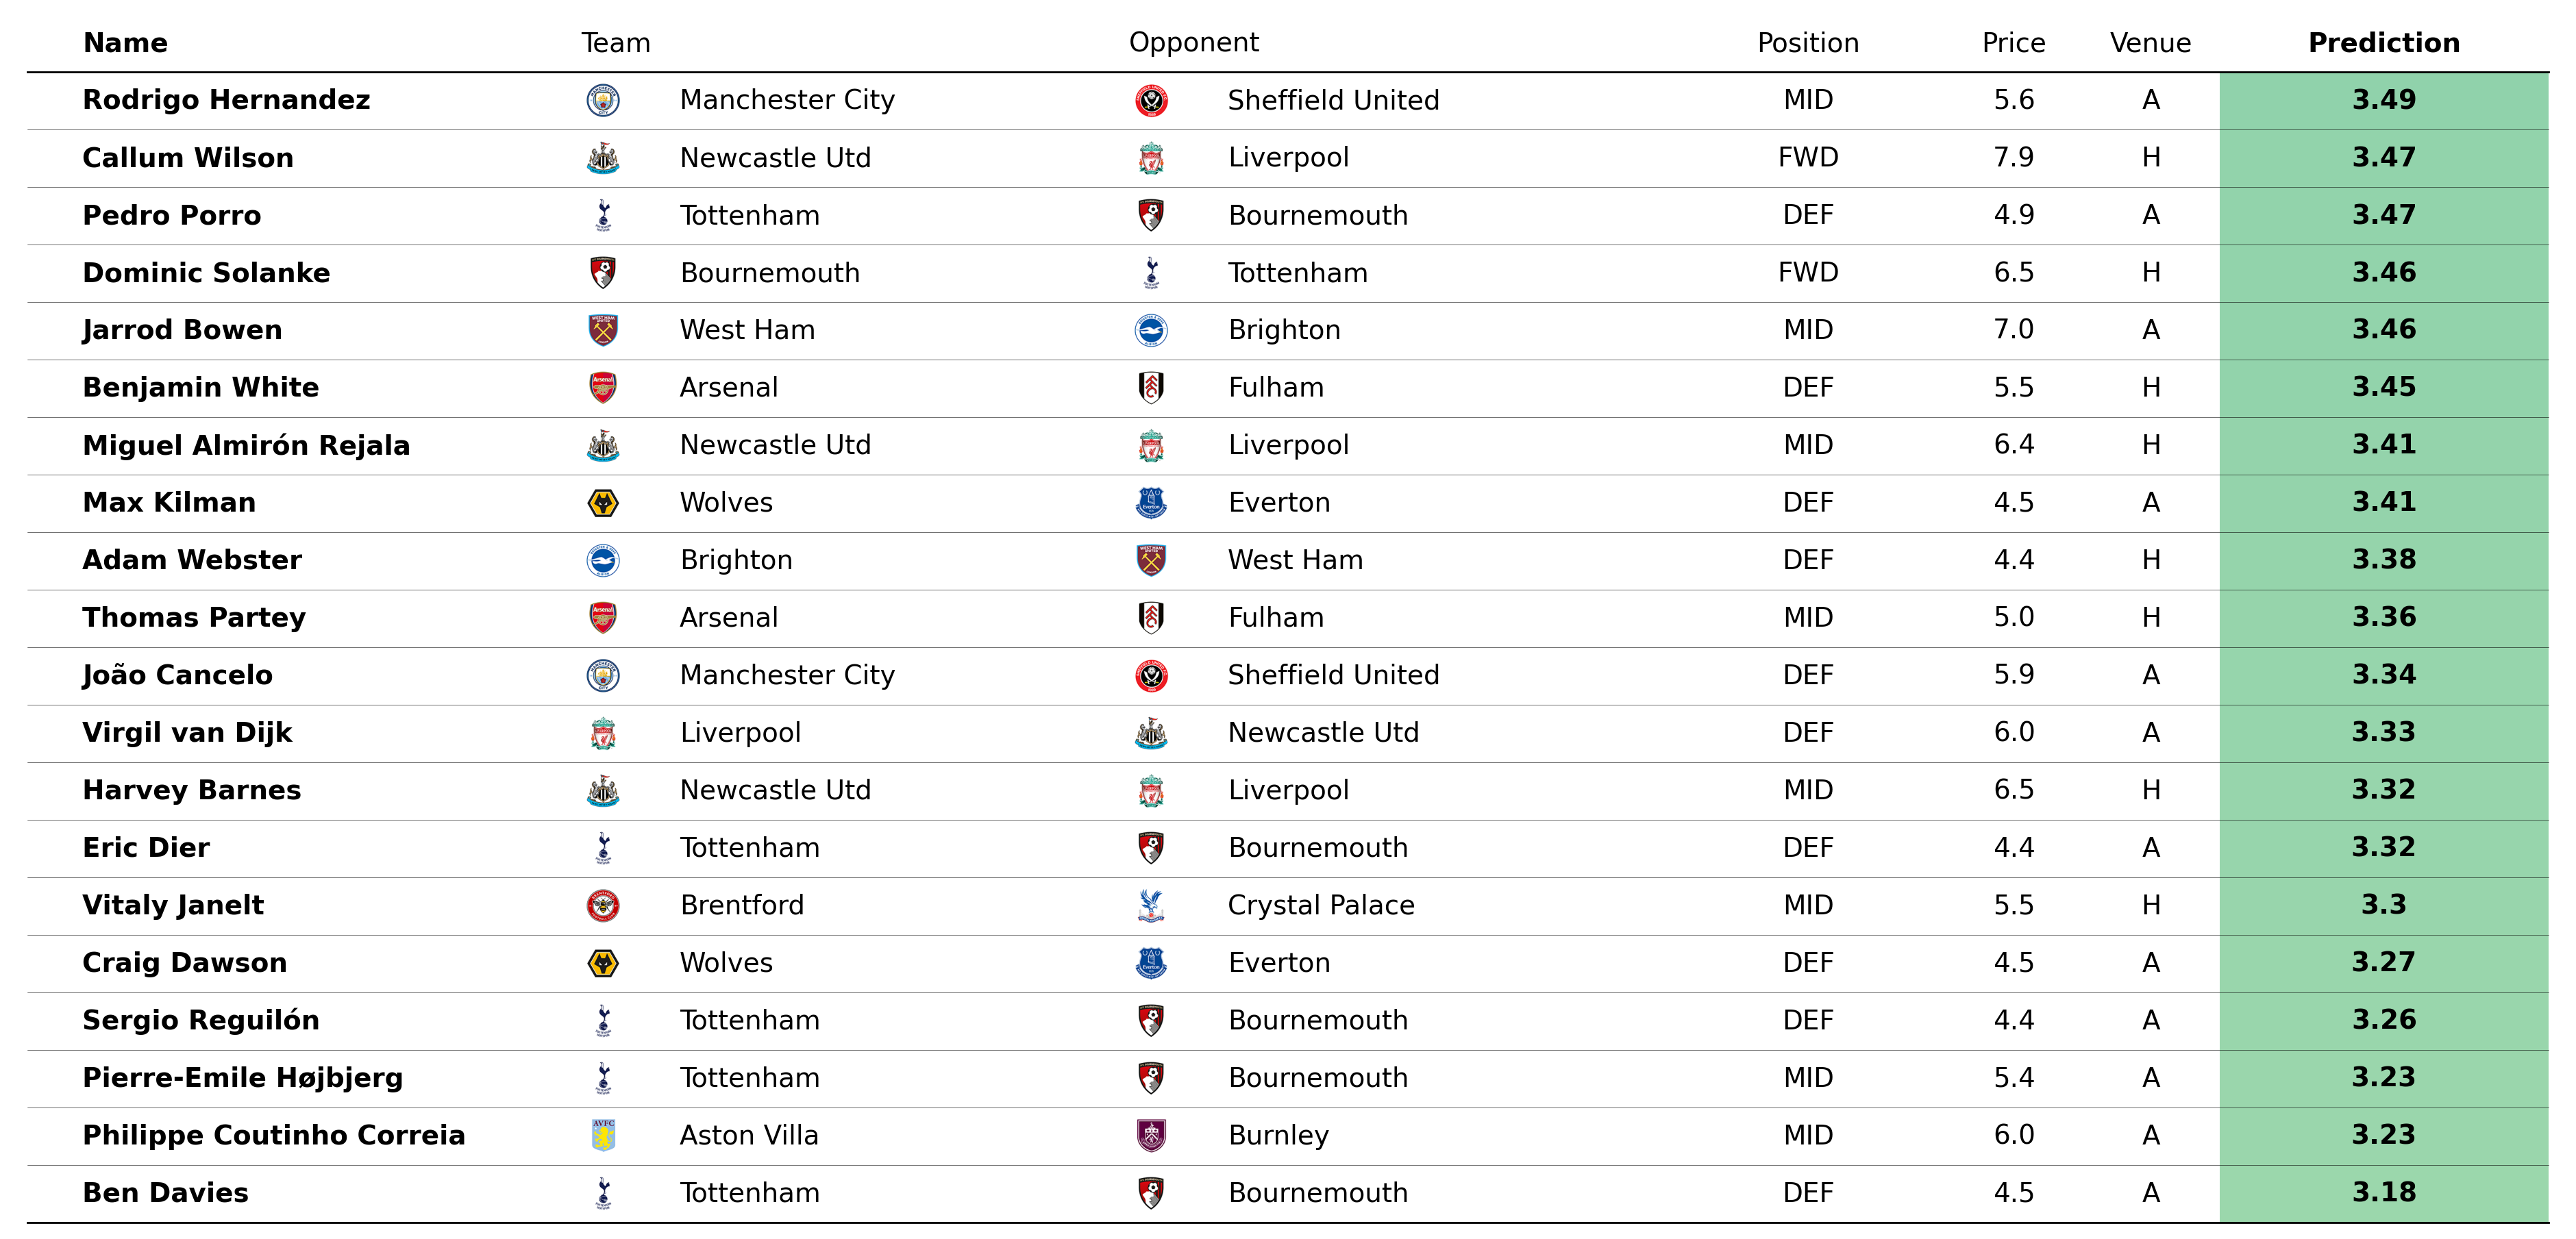 Name Team Opponent Position Price Venue Prediction
Rodrigo Hernandez Manchester City Sheffield United MID 5.6 A 3.49
Callum Wilson Newcastle Utd Liverpool FWD 7.9 H 3.47
Pedro Porro Tottenham Bournemouth DEF 4.9 A 3.47
Dominic Solanke Bournemouth Tottenham FWD 6.5 H 3.46
Jarrod Bowen West Ham Brighton MID 7.0 A 3.46
Benjamin White Arsenal Fulham DEF 5.5 H 3.45
Miguel Almirón Rejala Newcastle Utd Liverpool MID 6.4 H 3.41
Max Kilman Wolves Everton DEF 4.5 A 3.41
Adam Webster Brighton West Ham DEF 4.4 H 3.38
Thomas Partey Arsenal Fulham MID 5.0 H 3.36
João Cancelo Manchester City Sheffield United DEF 5.9 A 3.34
Virgil van Dijk Liverpool Newcastle Utd DEF 6.0 A 3.33
Harvey Barnes Newcastle Utd Liverpool MID 6.5 H 3.32
Eric Dier Tottenham Bournemouth DEF 4.4 A 3.32
Vitaly Janelt Brentford Crystal Palace MID 5.5 H 3.3
Craig Dawson Wolves Everton DEF 4.5 A 3.27
Sergio Reguilón Tottenham Bournemouth DEF 4.4 A 3.26
Pierre-Emile Højbjerg Tottenham Bournemouth MID 5.4 A 3.23
Philippe Coutinho Correia Aston Villa Burnley MID 6.0 A 3.23
Ben Davies Tottenham Bournemouth DEF 4.5 A 3.18